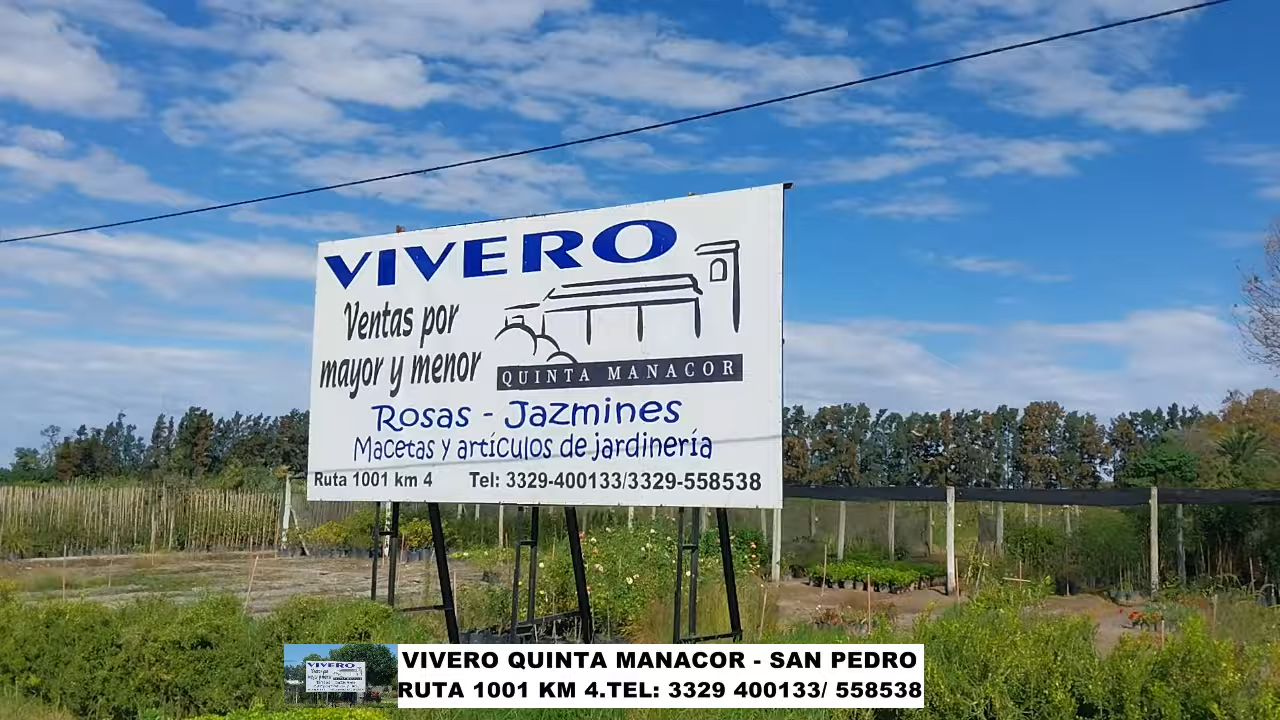 VIVERO
Ventas por
mayor y menor
QUINTA MANACOR
Rosas - Jazmines
Macetas y artículos de jardinería
Ruta 1001 km 4 Tel: 3329-400133/3329-558538
VIVERO QUINTA MANACOR - SAN PEDRO
RUTA 1001 KM 4.TEL: 3329 400133/ 558538